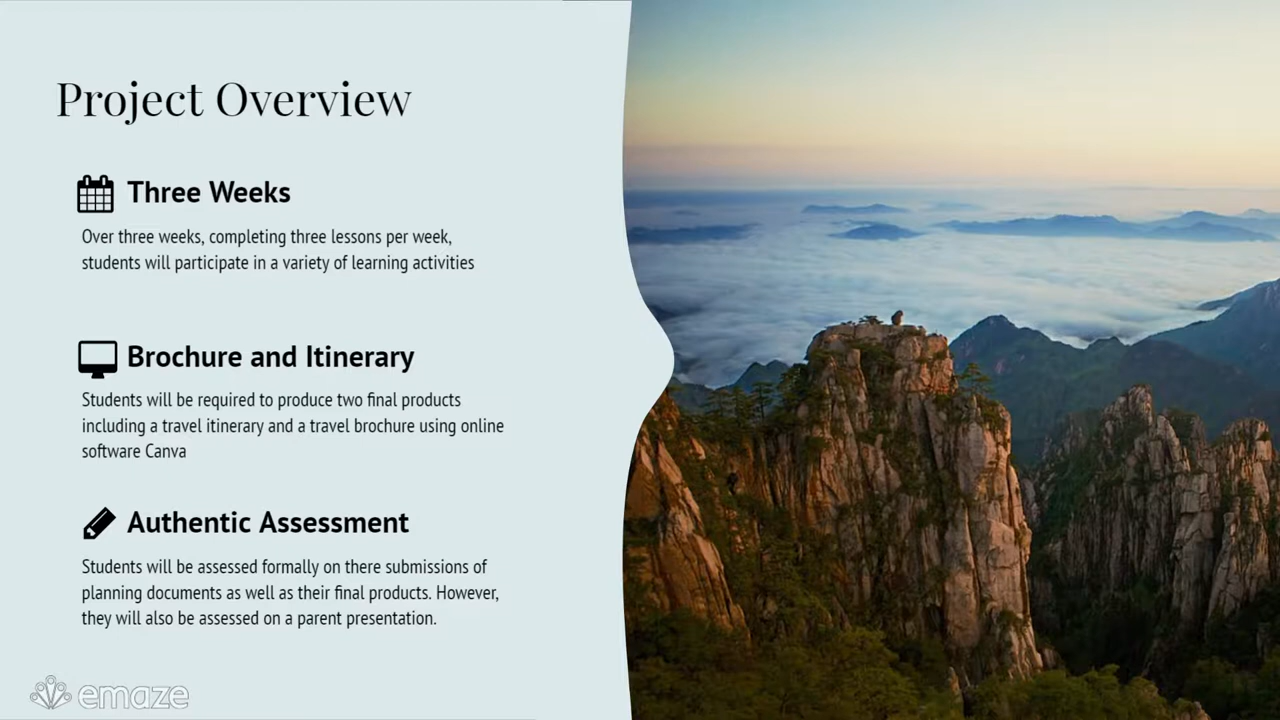 Project Overview
Three Weeks
Over three weeks, completing three lessons per week,
students will participate in a variety of learning activities
Brochure and Itinerary
Students will be required to produce two final products
including a travel itinerary and a travel brochure using online
software Canva
Authentic Assessment
Students will be assessed formally on there submissions of
planning documents as well as their final products. However,
they will also be assessed on a parent presentation.
emaze